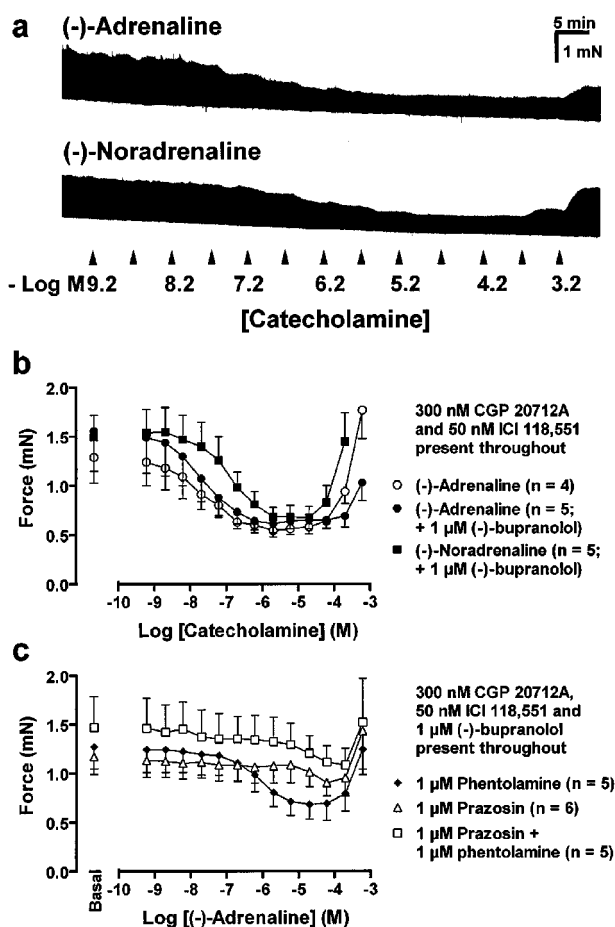 a
(-)-Adrenaline
5 min
1 mN
(-)-Noradrenaline
- Log M9.2 8.2 7.2 6.2 5.2 4.2 3.2
[Catecholamine]
b
2.0
1.5
1.0
0.5
0.0
Force (mN)
-10 -9 -8 -7 -6 -5 -4 -3
Log [Catecholamine] (M)
300 nM CGP 20712A
and 50 nM ICI 118,551
present throughout
(-)-Adrenaline (n = 4)
(-)-Adrenaline (n = 5;
+ 1 µM (-)-bupranolol)
(-)-Noradrenaline (n = 5;
+ 1 µM (-)-bupranolol)
c
2.0
1.5
1.0
0.5
0.0
Force (mN)
Basal
-10 -9 -8 -7 -6 -5 -4 -3
Log [(-)-Adrenaline] (M)
300 nM CGP 20712A,
50 nM ICI 118,551 and
1 µM (-)-bupranolol
present throughout
1 µM Phentolamine (n = 5)
1 µM Prazosin (n = 6)
1 µM Prazosin +
1 µM phentolamine (n = 5)